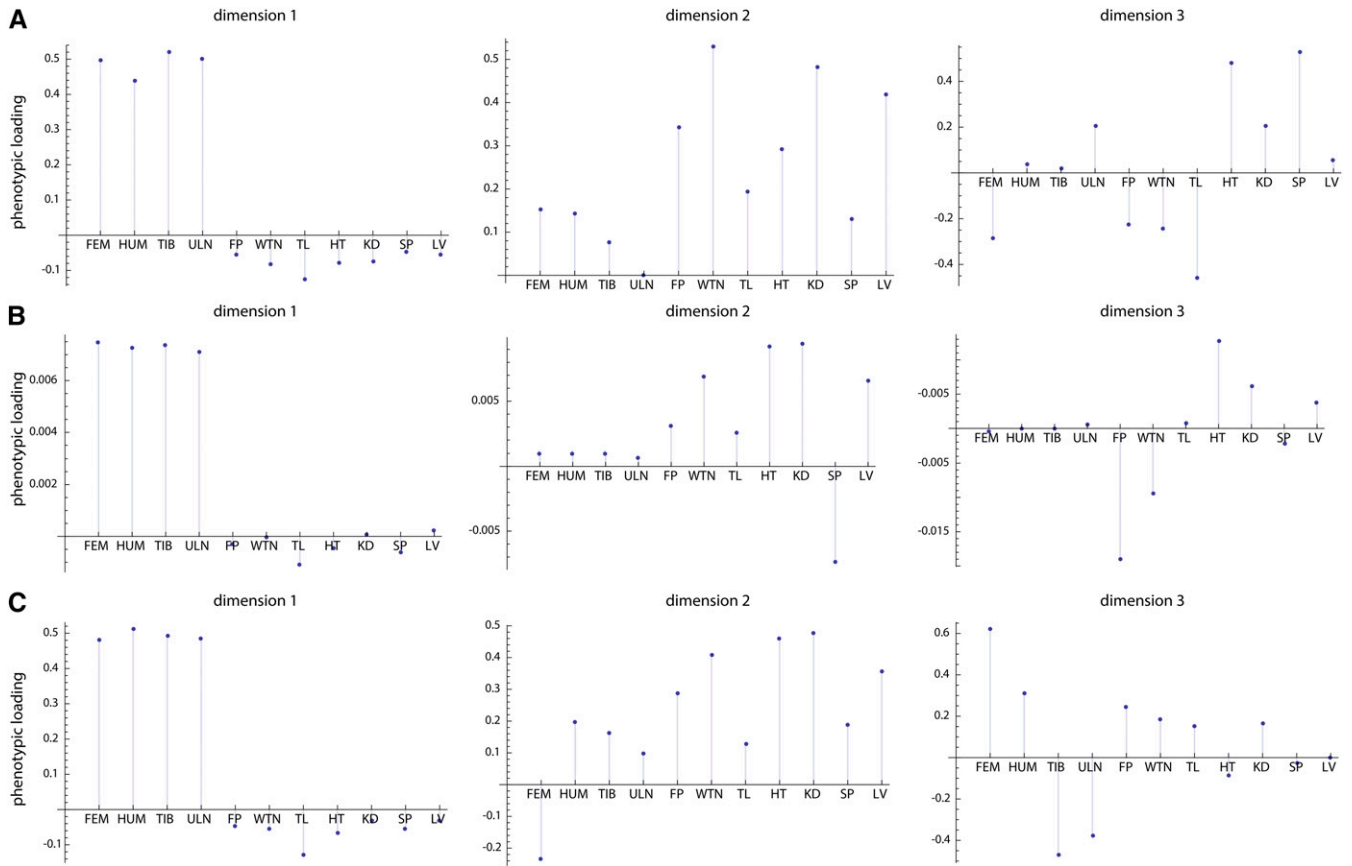 A
dimension 1
dimension 2
dimension 3
phenotypic loading
0.5
0.4
0.3
0.2
0.1
-0.1
FEM HUM TIB ULN FP WTN TL HT KD SP LV
0.5
0.4
0.3
0.2
0.1
FEM HUM TIB ULN FP WTN TL HT KD SP LV
0.4
0.2
-0.2
-0.4
FEM HUM TIB ULN FP WTN TL HT KD SP LV
B
dimension 1
dimension 2
dimension 3
phenotypic loading
0.006
0.004
0.002
FEM HUM TIB ULN FP WTN TL HT KD SP LV
0.005
-0.005
FEM HUM TIB ULN FP WTN TL HT KD SP LV
-0.005
-0.005
-0.015
FEM HUM TIB ULN FP WTN TL HT KD SP LV
C
dimension 1
dimension 2
dimension 3
phenotypic loading
0.5
0.4
0.3
0.2
0.1
-0.1
FEM HUM TIB ULN FP WTN TL HT KD SP LV
0.5
0.4
0.3
0.2
0.1
-0.1
-0.2
FEM HUM TIB ULN FP WTN TL HT KD SP LV
0.6
0.4
0.2
-0.2
-0.4
FEM HUM TIB ULN FP WTN TL HT KD SP LV